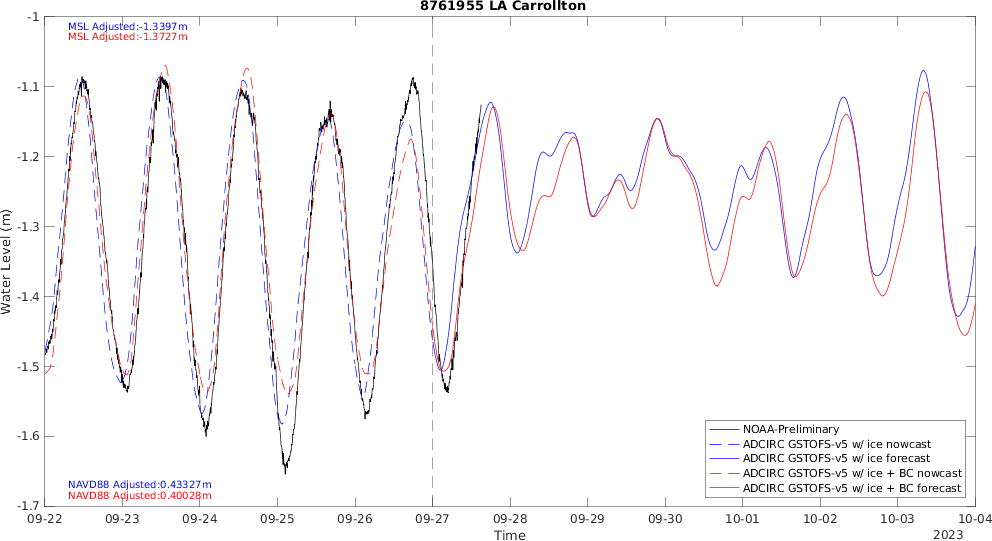 8761955 LA Carrollton
MSL Adjusted:-1.3397m
MSL Adjusted:-1.3727m
-1
-1.1
-1.2
-1.3
-1.4
-1.5
-1.6
-1.7
Water Level (m)
NAVD88 Adjusted:0.43327m
NAVD88 Adjusted:0.40028m
NOAA-Preliminary
ADCIRC GSTOFS-v5 w/ ice nowcast
ADCIRC GSTOFS-v5 w/ ice forecast
ADCIRC GSTOFS-v5 w/ ice + BC nowcast
ADCIRC GSTOFS-v5 w/ ice + BC forecast
09-22 09-23 09-24 09-25 09-26 09-27 09-28 09-29 09-30 10-01 10-02 10-03 10-04
Time
2023